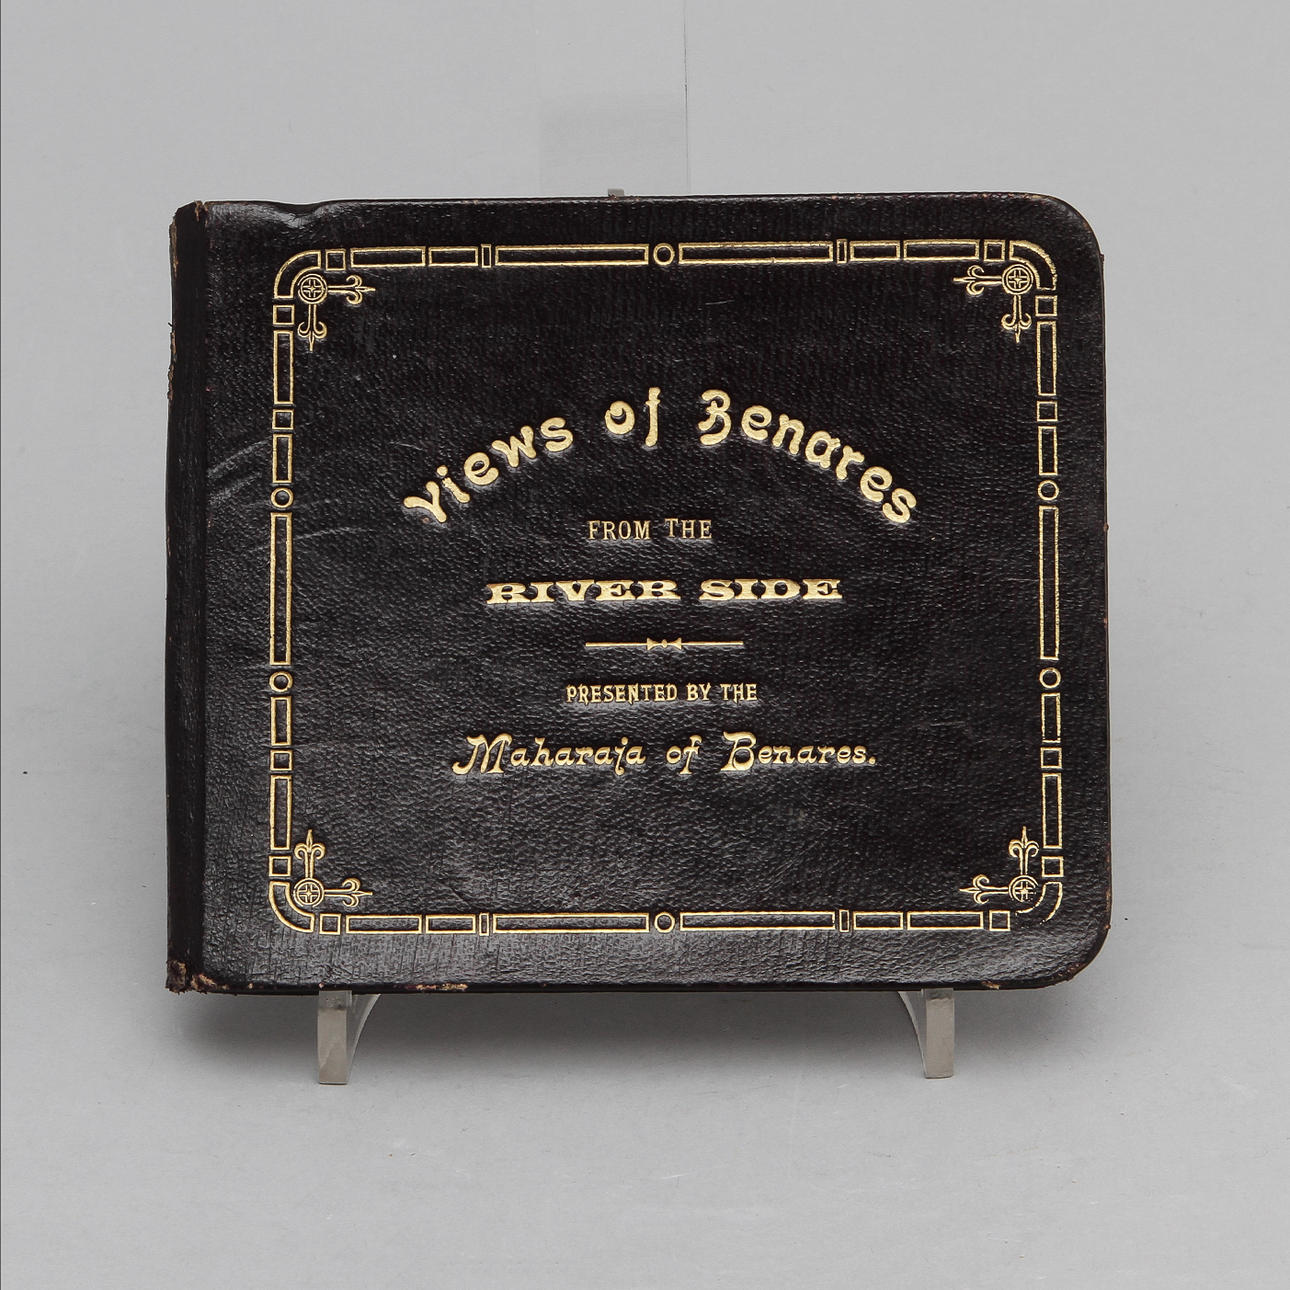 Views of Benares
FROM THE
RIVER SIDE
PRESENTED BY THE
Maharaja of Benares.